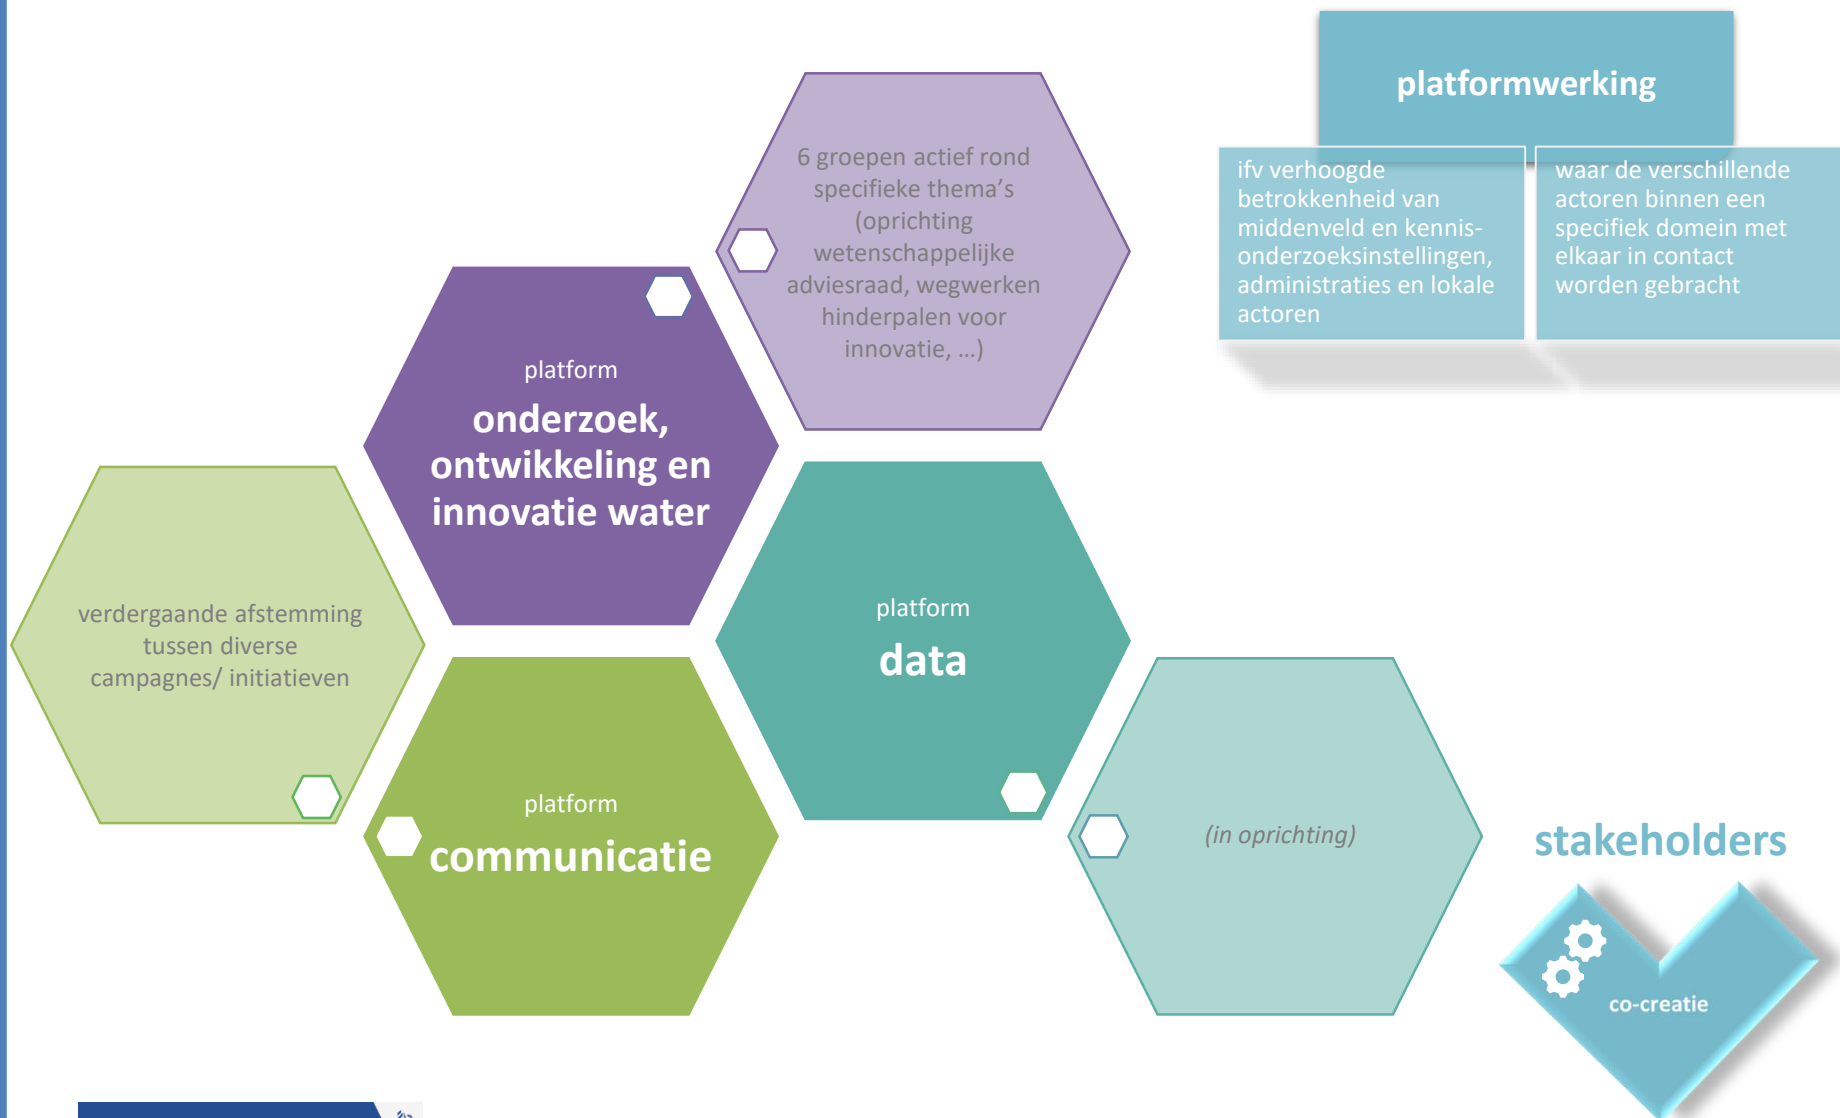 platformwerking
ifv verhoogde
betrokkenheid van
middenveld en kennis-
onderzoeksinstellingen,
administraties en lokale
actoren
waar de verschillende
actoren binnen een
specifiek domein met
elkaar in contact
worden gebracht
6 groepen actief rond
specifieke thema's
(oprichting
wetenschappelijke
adviesraad, wegwerken
hinderpalen voor
innovatie, ...)
platform
onderzoek,
ontwikkeling en
innovatie water
verdergaande afstemming
tussen diverse
campagnes/ initiatieven
platform
data
platform
communicatie
(in oprichting)
stakeholders
co-creatie